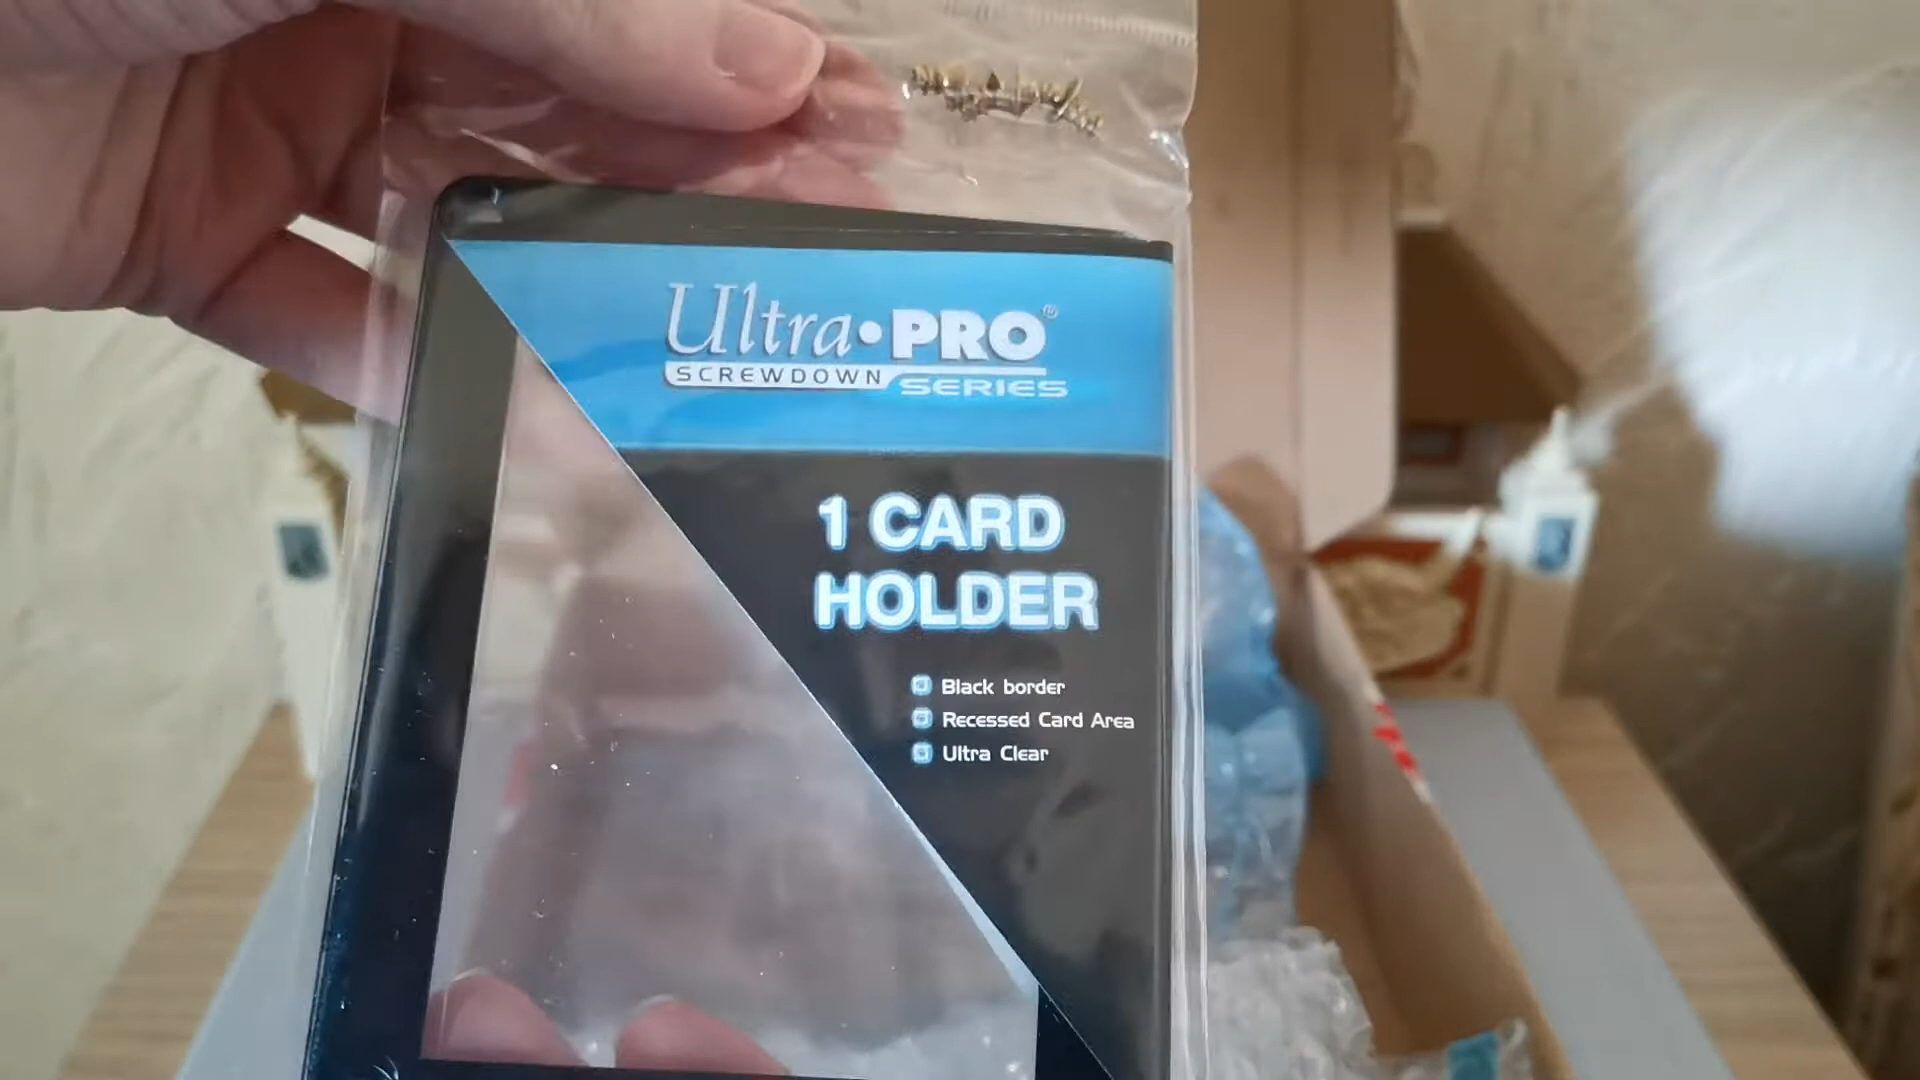 Ultra•PRO®
SCREWDOWN SERIES
1 CARD
HOLDER
Black border
Recessed Card Area
Ultra Clear